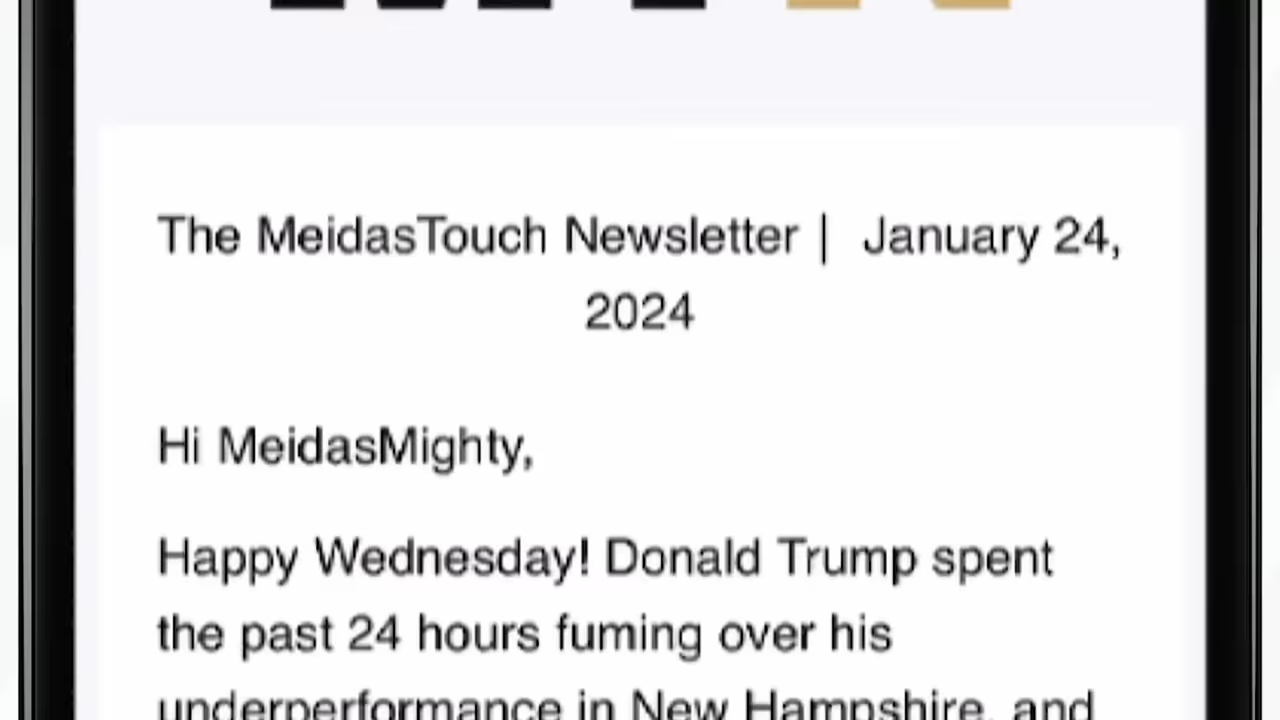 The MeidasTouch Newsletter | January 24,
2024
Hi MeidasMighty,
Happy Wednesday! Donald Trump spent
the past 24 hours fuming over his
underperformance in New Hampshire, and